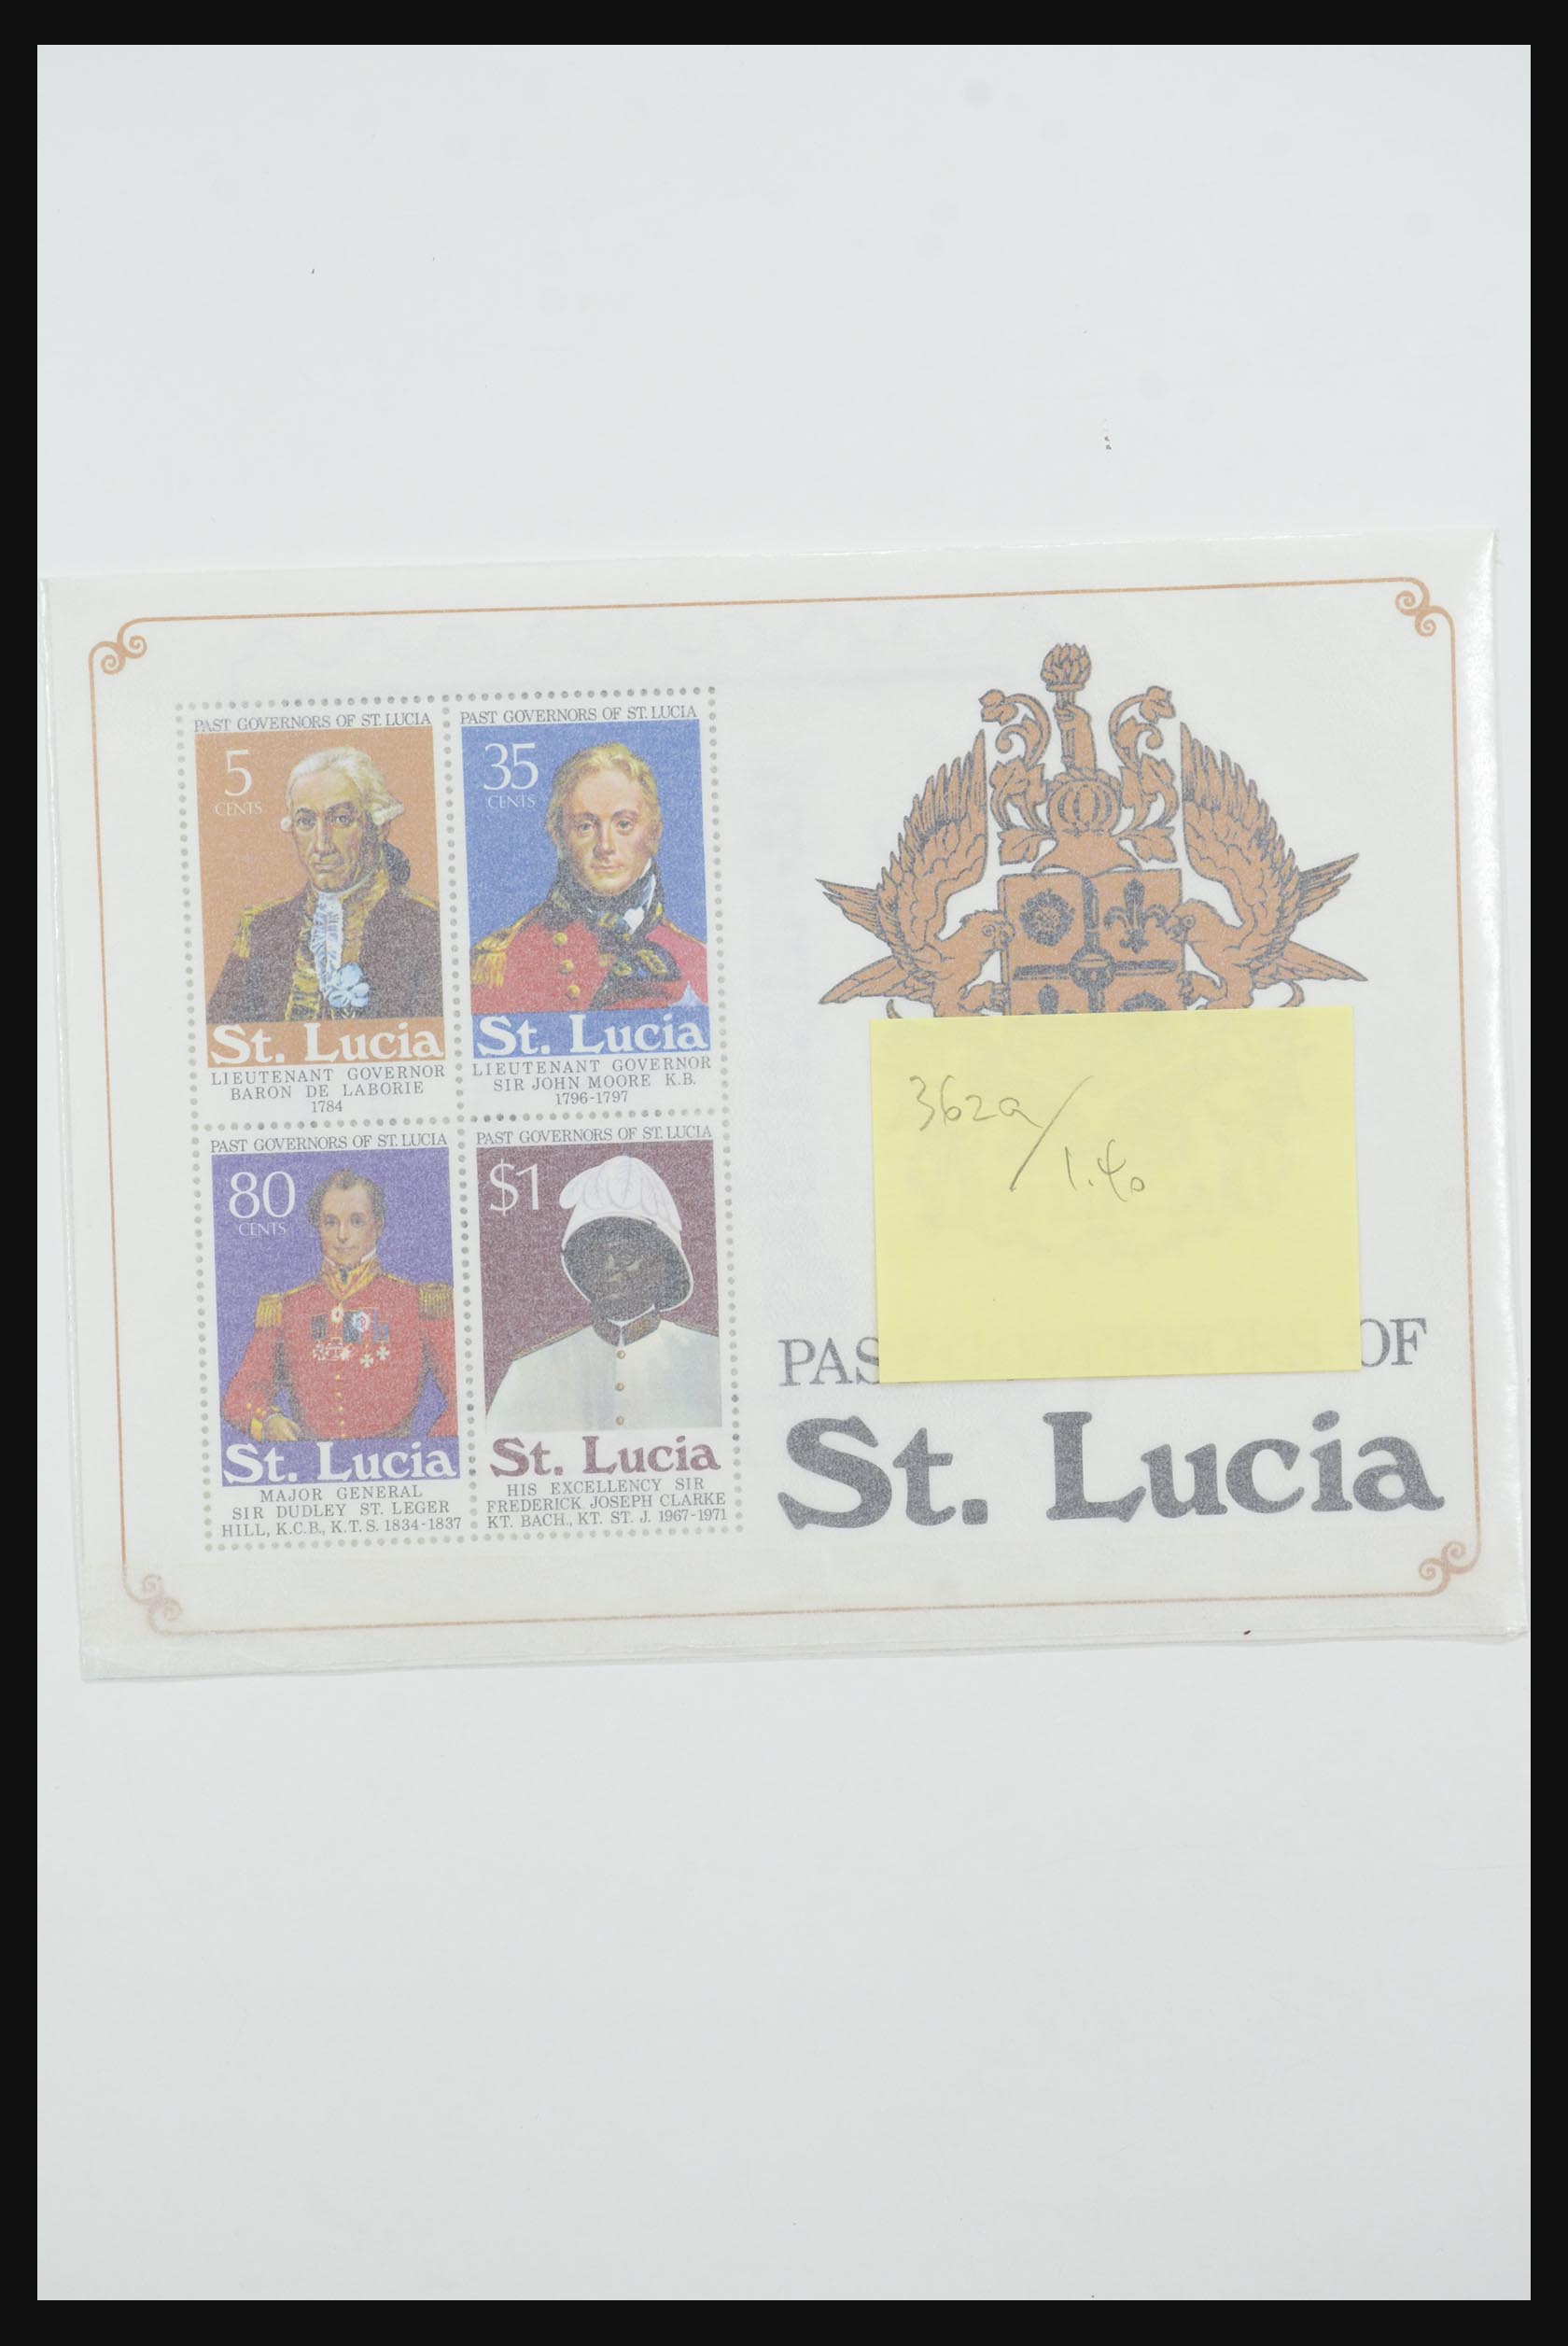 PAST GOVERNORS OF ST. LUCIA
5
CENTS
St. Lucia
LIEUTENANT GOVERNOR
BARON DE LABORIE
1784
PAST GOVERNORS OF ST. LUCIA
35
CENTS
St. Lucia
LIEUTENANT GOVERNOR
SIR JOHN MOORE K.B.
1796-1797
PAST GOVERNORS OF ST. LUCIA
80
CENTS
St. Lucia
MAJOR GENERAL
SIR DUDLEY ST. LEGER
HILL, K.C.B., K.T.S. 1834-1837
PAST GOVERNORS OF ST. LUCIA
$1
St. Lucia
HIS EXCELLENCY SIR
FREDERICK JOSEPH CLARKE
KT. BACH., KT. ST. J. 1967-1971
362a/
1.40
PAS OF
St. Lucia